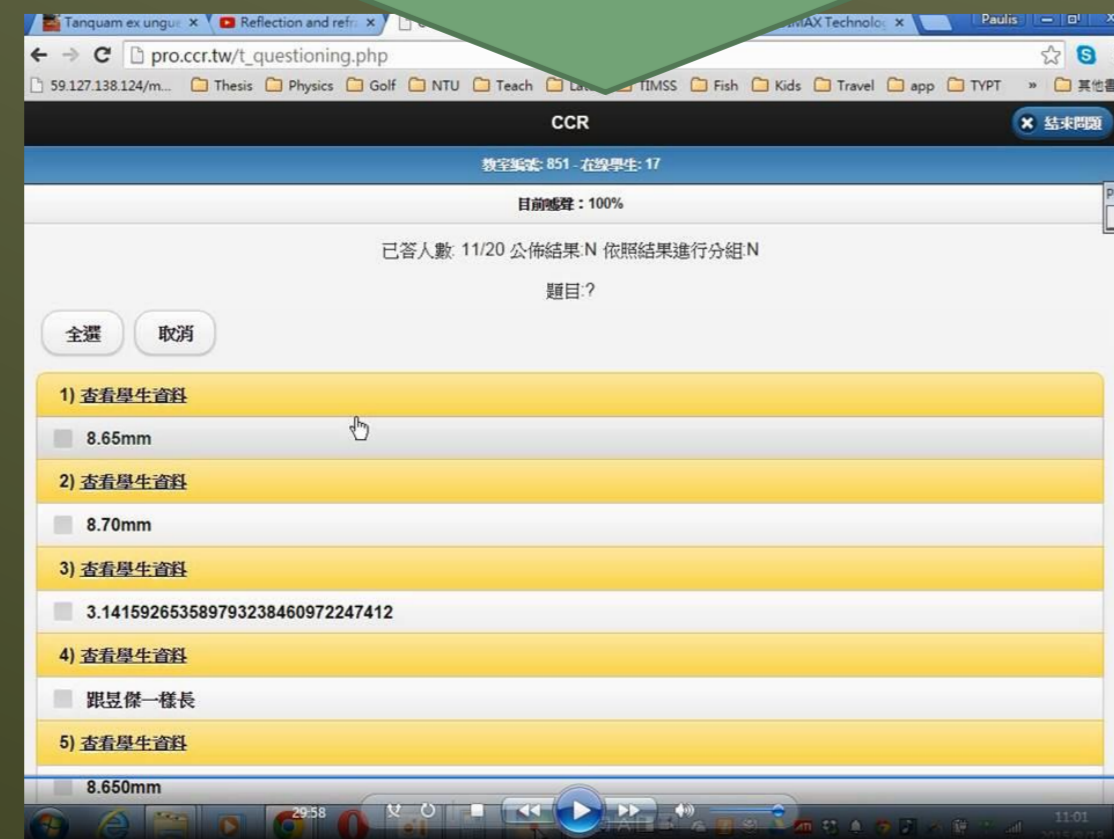 Tanquam ex ungue
Reflection and refr
MAX Technolog
Paulis
pro.ccr.tw/t_questioning.php
59.127.138.124/m...
Thesis
Physics
Golf
NTU
Teach
TIMSS
Fish
Kids
Travel
app
TYPT
»
其他書
CCR
結束問題
教室編號: 851 - 在線學生: 17
目前噓聲：100%
已答人數: 11/20 公佈結果:N 依照結果進行分組:N
題目:?
全選
取消
1) 查看學生資料
8.65mm
2) 查看學生資料
8.70mm
3) 查看學生資料
3.141592653589793238460972247412
4) 查看學生資料
跟昱傑一樣長
5) 查看學生資料
8.650mm
29:58
11:01